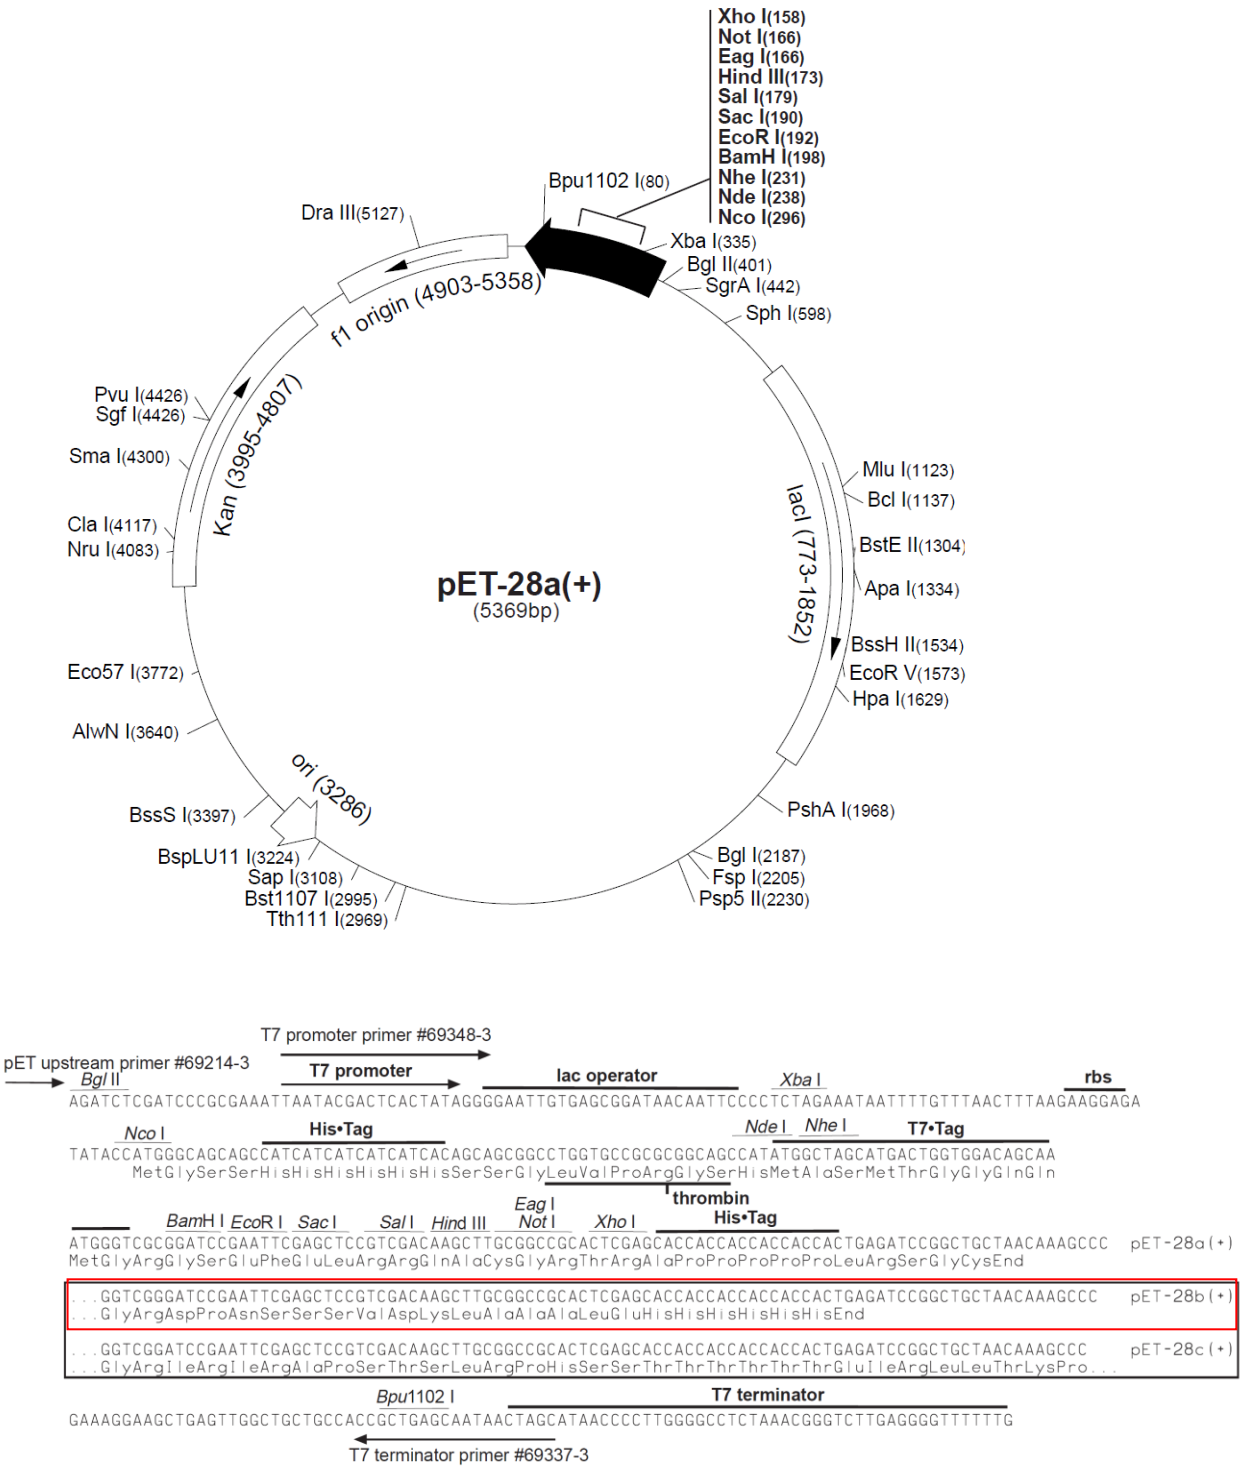 Xho I(158)
Not I(166)
Eag I(166)
Hind III(173)
Sal I(179)
Sac I(190)
EcoR I(192)
BamH I(198)
Nhe I(231)
Nde I(238)
Nco I(296)
Bpu1102 I(80)
Dra III(5127)
Xba I(335)
Bgl II(401)
SgrA I(442)
Sph I(598)
f1 origin (4903-5358)
Pvu I(4426)
Sgf I(4426)
Sma I(4300)
Kan (3995-4807)
Cla I(4117)
Nru I(4083)
Mlu I(1123)
Bcl I(1137)
BstE II(1304)
Apa I(1334)
lacI (773-1852)
BssH II(1534)
EcoR V(1573)
Hpa I(1629)
pET-28a(+)
(5369bp)
Eco57 I(3772)
AlwN I(3640)
ori (3286)
BssS I(3397)
BspLU11 I(3224)
Sap I(3108)
Bst1107 I(2995)
Tth111 I(2969)
PshA I(1968)
Bgl I(2187)
Fsp I(2205)
Psp5 II(2230)
T7 promoter primer #69348-3
pET upstream primer #69214-3
Bgl II T7 promoter lac operator Xba I rbs
AGATCTCGATCCCGCGAAATTAATACGACTCACTATAGGGGAATTGTGAGCGGATAACAATTCCCCTCTAGAAATAATTTTGTTTAACTTTAAGAAGGAGA
Nco I His•Tag Nde I Nhe I T7•Tag
TATACCATGGGCAGCAGCCATCATCATCATCATCACAGCAGCGGCCTGGTGCCGCGCGGCAGCCATATGGCTAGCATGACTGGTGGACAGCAA
MetGlySerSerHisHisHisHisHisHisSerSerGlyLeuValProArgGlySerHisMetAlaSerMetThrGlyGlyGlnGln
thrombin
BamH I EcoR I Sac I Sal I Hind III Eag I Not I Xho I His•Tag
ATGGGTCGCGGATCCGAATTCGAGCTCCGTCGACAAGCTTGCGGCCGCACTCGAGCACCACCACCACCACCACTGAGATCCGGCTGCTAACAAAGCCC pET-28a(+)
MetGlyArgGlySerGluPheGluLeuArgArgGlnAlaCysGlyArgThrArgAlaProProProProProLeuArgSerGlyCysEnd
...GGTCGGGATCCGAATTCGAGCTCCGTCGACAAGCTTGCGGCCGCACTCGAGCACCACCACCACCACCACTGAGATCCGGCTGCTAACAAAGCCC pET-28b(+)
...GlyArgAspProAsnSerSerSerValAspLysLeuAlaAlaAlaLeuGluHisHisHisHisHisHisEnd
...GGTCGGATCCGAATTCGAGCTCCGTCGACAAGCTTGCGGCCGCACTCGAGCACCACCACCACCACCACTGAGATCCGGCTGCTAACAAAGCCC pET-28c(+)
...GlyArgIleArgIleArgAlaProSerThrSerLeuArgProHisSerSerThrThrThrThrThrThrGluIleArgLeuLeuThrLysPro...
Bpu1102 I T7 terminator
GAAAGGAAGCTGAGTTGGCTGCTGCCACCGCTGAGCAATAACTAGCATAACCCCTTGGGGCCTCTAAACGGGTCTTGAGGGGTTTTTTG
T7 terminator primer #69337-3